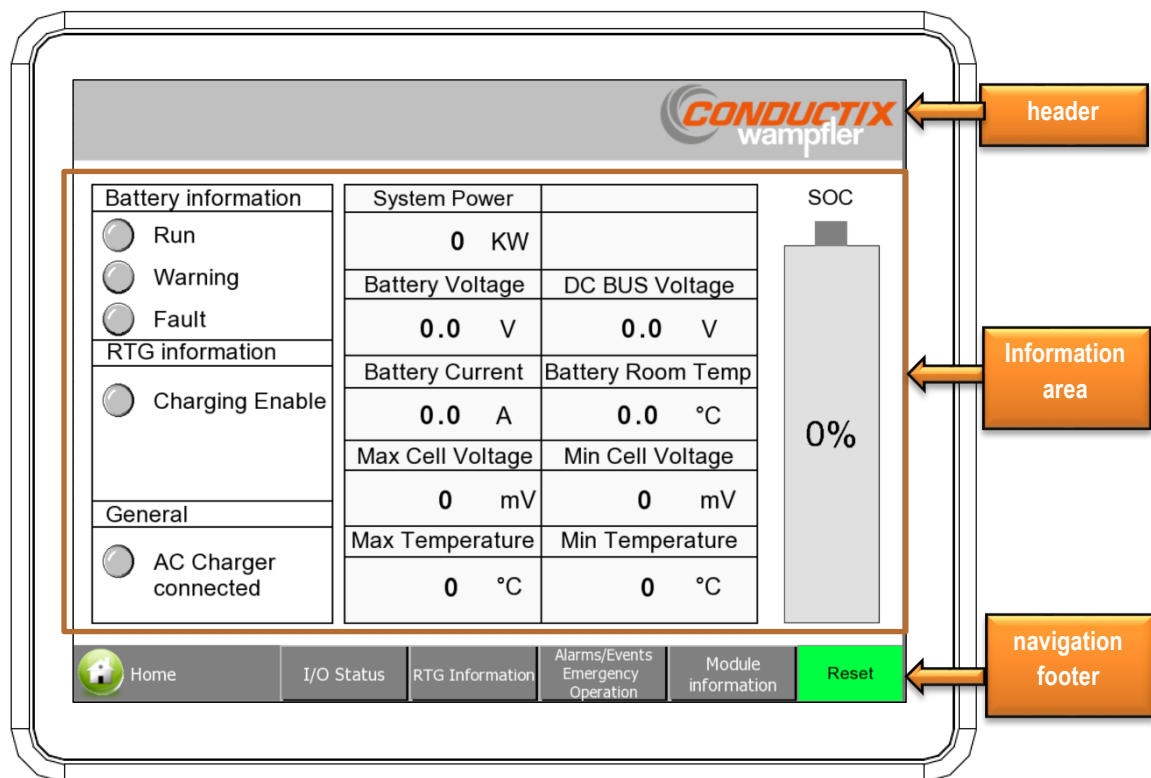 CONDUCTIX
wampfler
header
Battery information
Run
Warning
Fault
RTG information
Charging Enable
General
AC Charger
connected
System Power
0 KW
Battery Voltage
DC BUS Voltage
0.0 V
0.0 V
Battery Current
Battery Room Temp
0.0 A
0.0 °C
Max Cell Voltage
Min Cell Voltage
0 mV
0 mV
Max Temperature
Min Temperature
0 °C
0 °C
SOC
0%
Information
area
Home
I/O Status
RTG Information
Alarms/Events
Emergency
Operation
Module
information
Reset
navigation
footer